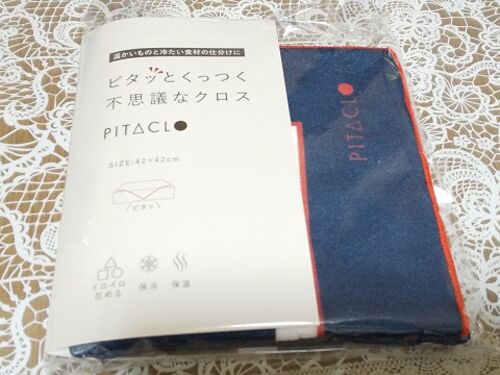 温かいものと冷たい食材の仕分けに
ピタッとくっつく
不思議なクロス
PITACLO
SIZE:42×42cm
ピタッ
イロイロ
包める
保冷
保温
PITACLO